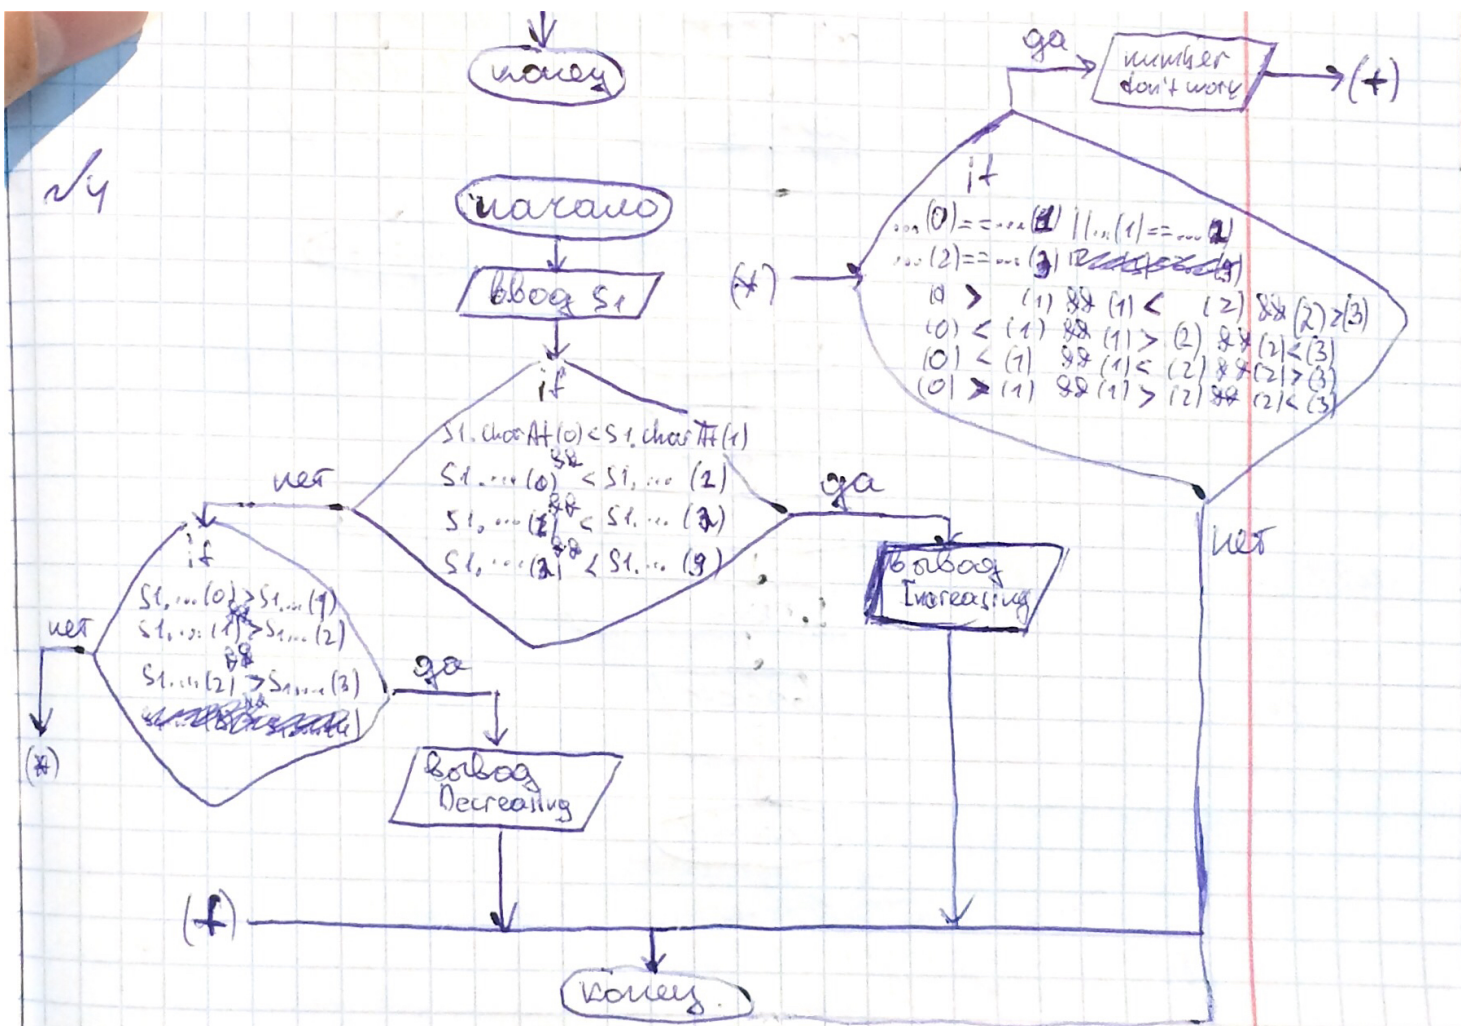 конец
да
number
don't work
(+)
√4
начало
ввод S1
if
S1.charAt(0)<S1.charAt(1)
&&
S1....(0) <S1.... (2)
&&
S1....
< S1....
&&
S1....
<S1.... (3)
нет
да
вывод
Increasing
if
S1....(0)>S1....(1)
&&
S1....(1)>S1....(2)
&&
S1....(2)>S1....(3)
&&
нет
(*)
да
вывод
Decreasing
(*)
if
...(0)==...(1) ||...(1)==...(2)
...(2)==...(3)
(0 > (1) && (1) < (2) && (2)>(3)
(0) < (1) && (1) > (2) && (2)<(3)
(0) < (1) && (1)< (2) && (2)>(3)
(0) > (1) && (1) > (2) && (2)< (3)
нет
(+)
конец.